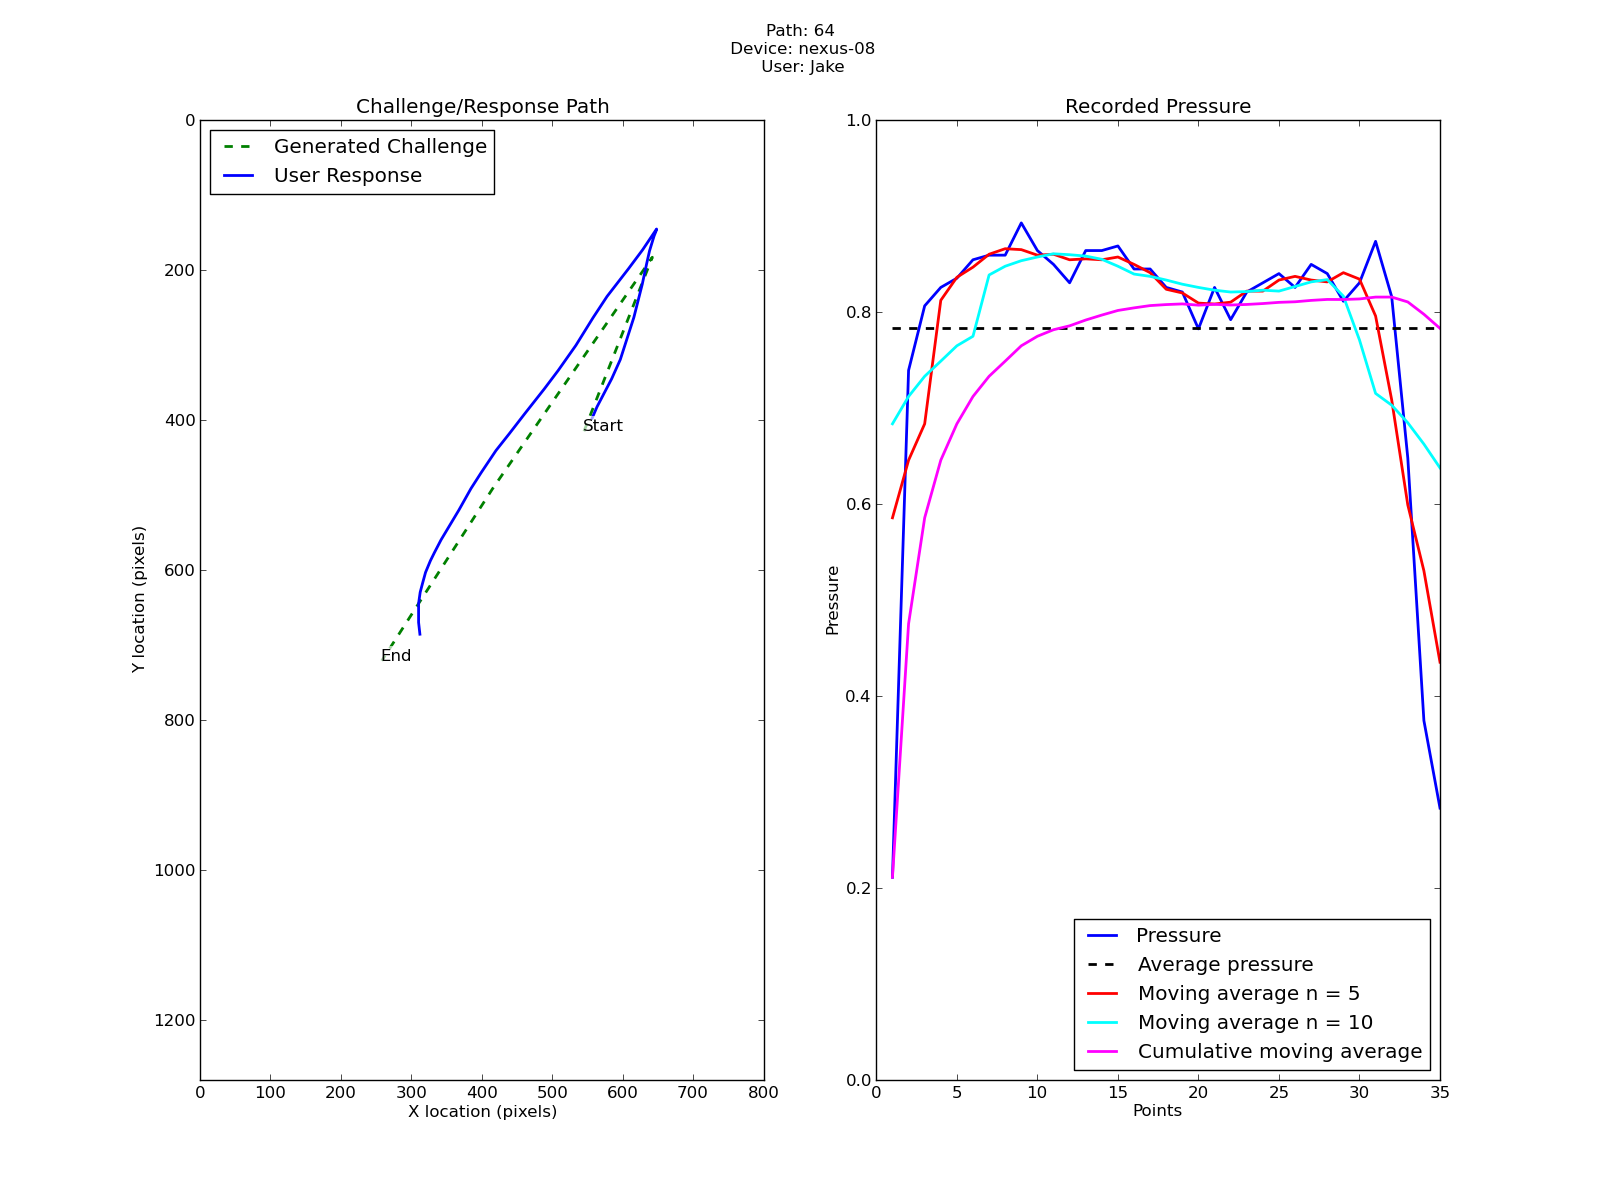 Path: 64
Device: nexus-08
User: Jake
Challenge/Response Path
Generated Challenge
User Response
0
200
400
600
800
1000
1200
Y location (pixels)
Start
End
0 100 200 300 400 500 600 700 800
X location (pixels)
Recorded Pressure
1.0
0.8
0.6
0.4
0.2
0.0
Pressure
Pressure
Average pressure
Moving average n = 5
Moving average n = 10
Cumulative moving average
0 5 10 15 20 25 30 35
Points